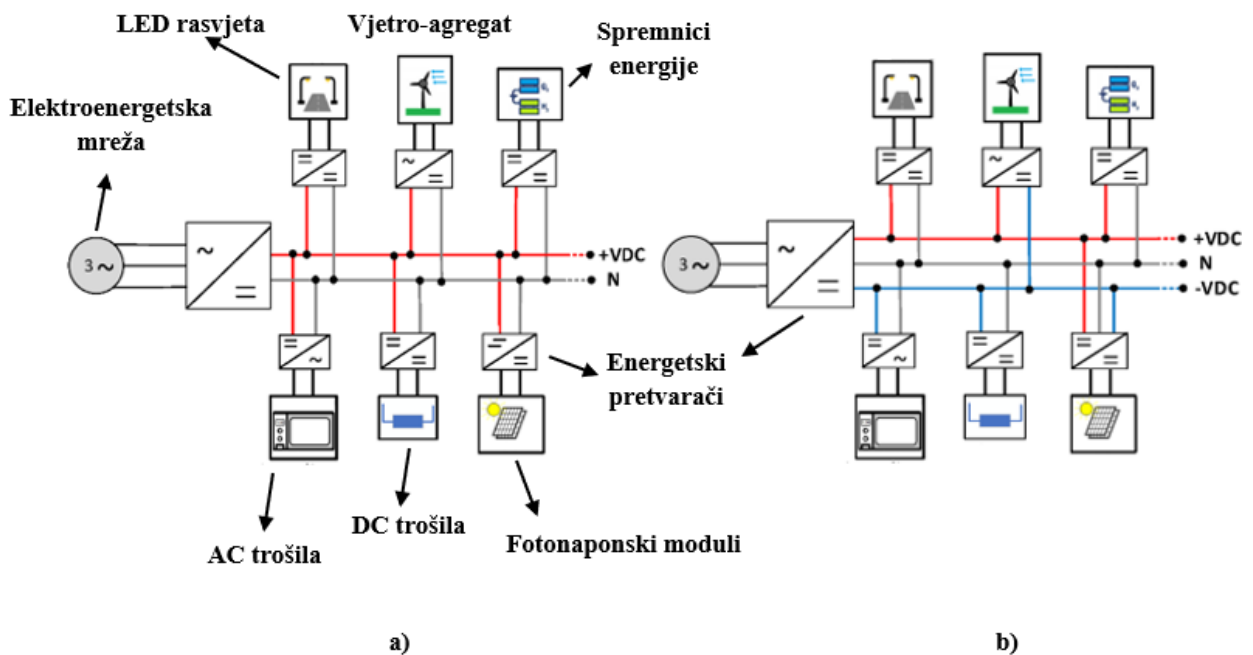 LED rasvjeta
Vjetro-agregat
Spremnici
energije
Elektroenergetska
mreža
3 ~
~
=
+VDC
N
Energetski
pretvarači
AC trošila
DC trošila
Fotonaponski moduli
a)
3 ~
~
=
+VDC
N
-VDC
b)